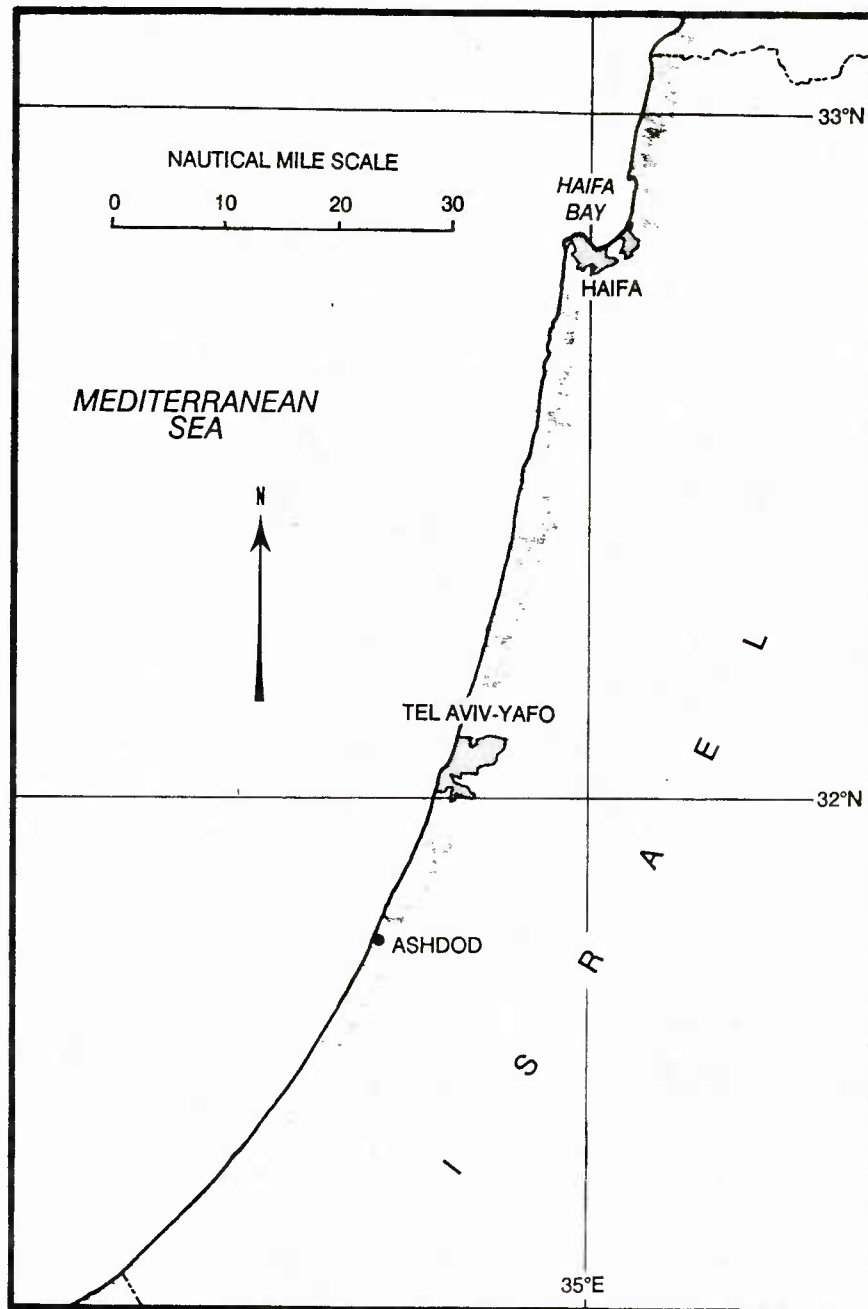 33°N
NAUTICAL MILE SCALE
0 10 20 30
HAIFA
BAY
HAIFA
MEDITERRANEAN
SEA
N
TEL AVIV-YAFO
32°N
ASHDOD
I S R A E L
35°E